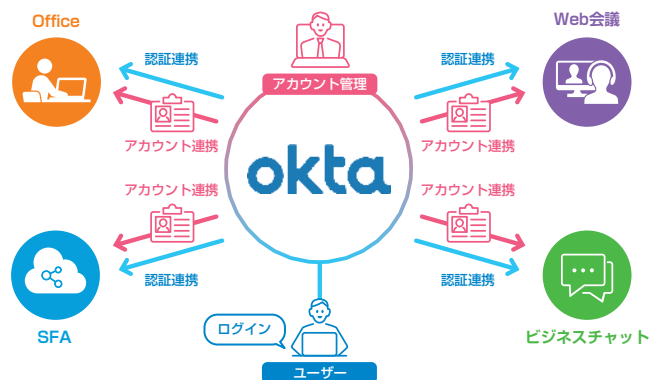 Office
Web会議
認証連携
認証連携
アカウント管理
アカウント連携
アカウント連携
okta
アカウント連携
アカウント連携
認証連携
認証連携
SFA
ログイン
ビジネスチャット
ユーザー